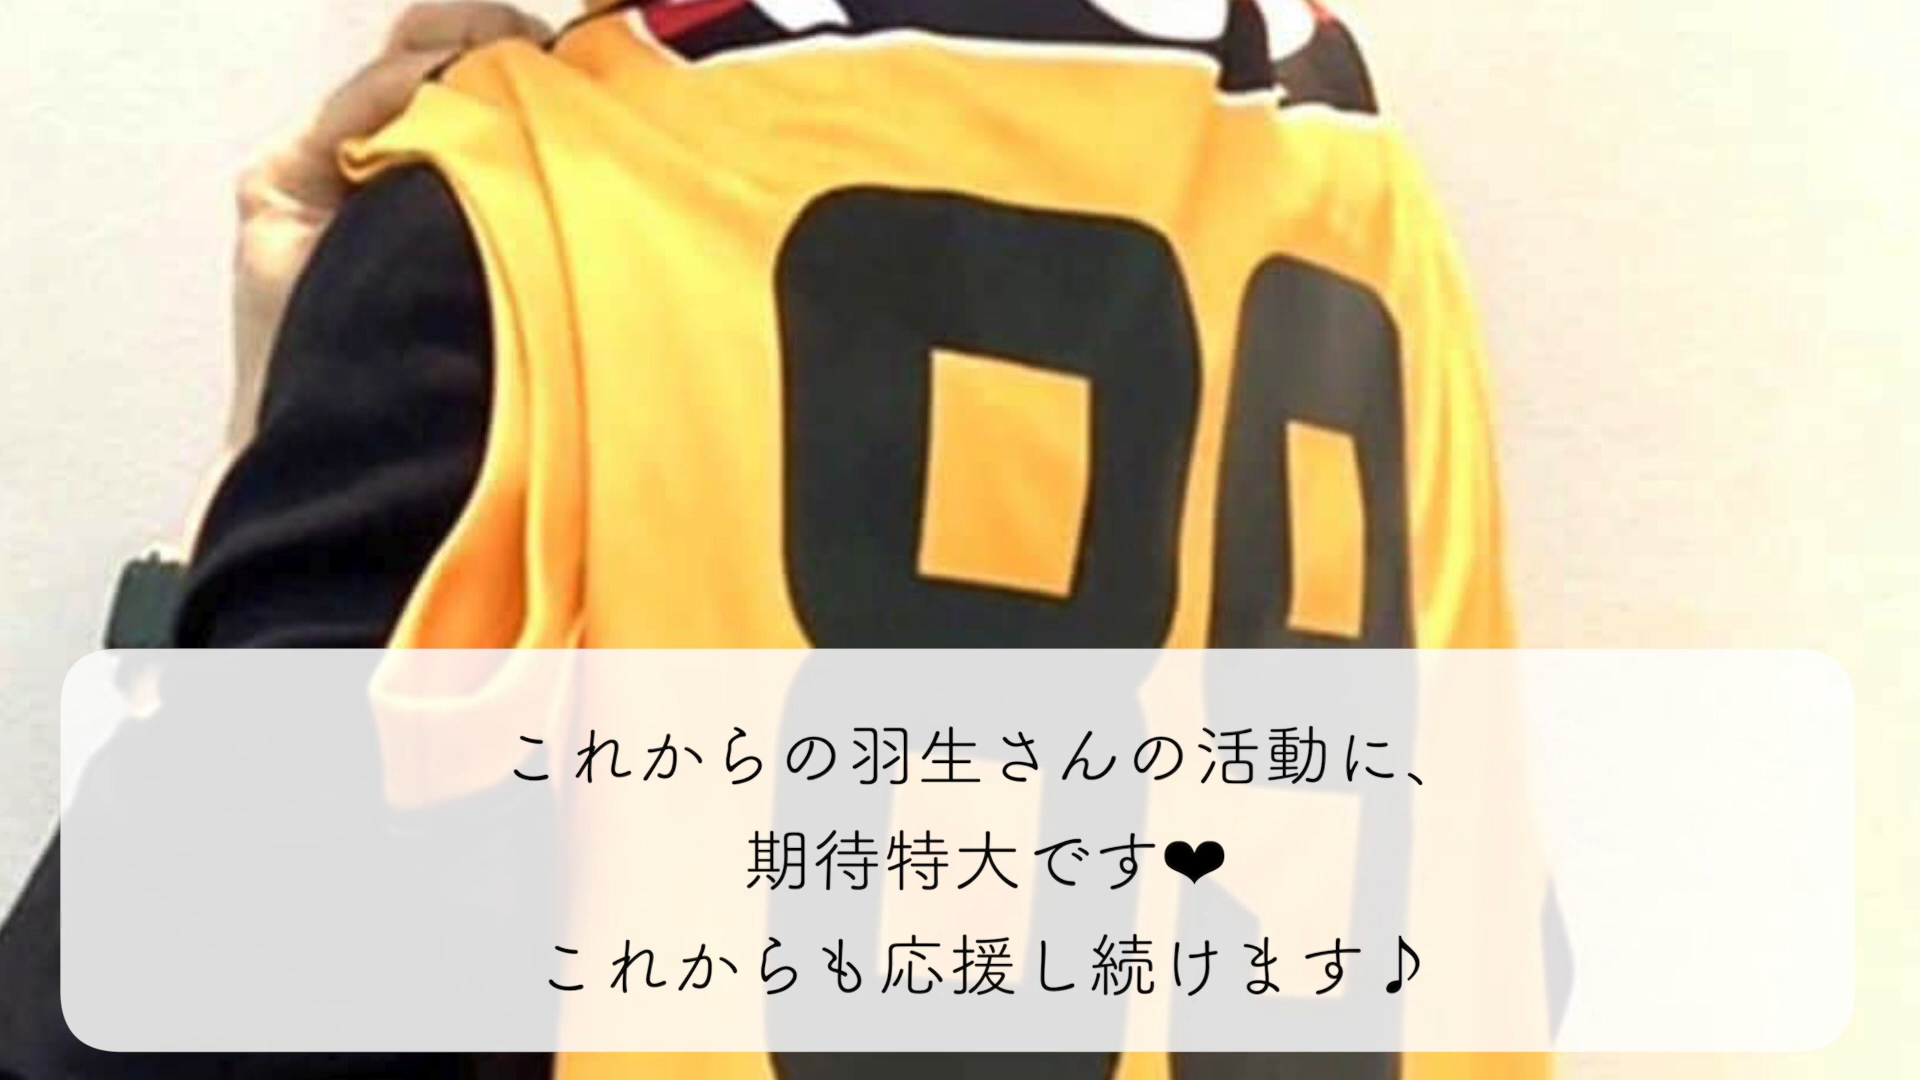 これからの羽生さんの活動に、
期待特大です❤
これからも応援し続けます♪